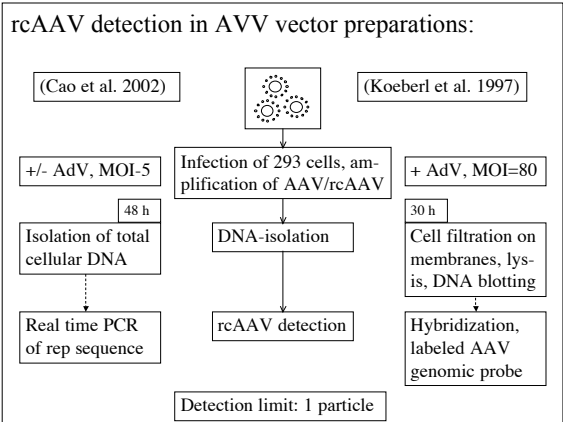 rcAAV detection in AVV vector preparations:
(Cao et al. 2002)
(Koeberl et al. 1997)
+/- AdV, MOI-5
Infection of 293 cells, am-
plification of AAV/rcAAV
+ AdV, MOI=80
48 h
30 h
Isolation of total
cellular DNA
DNA-isolation
Cell filtration on
membranes, lys-
is, DNA blotting
Real time PCR
of rep sequence
rcAAV detection
Hybridization,
labeled AAV
genomic probe
Detection limit: 1 particle